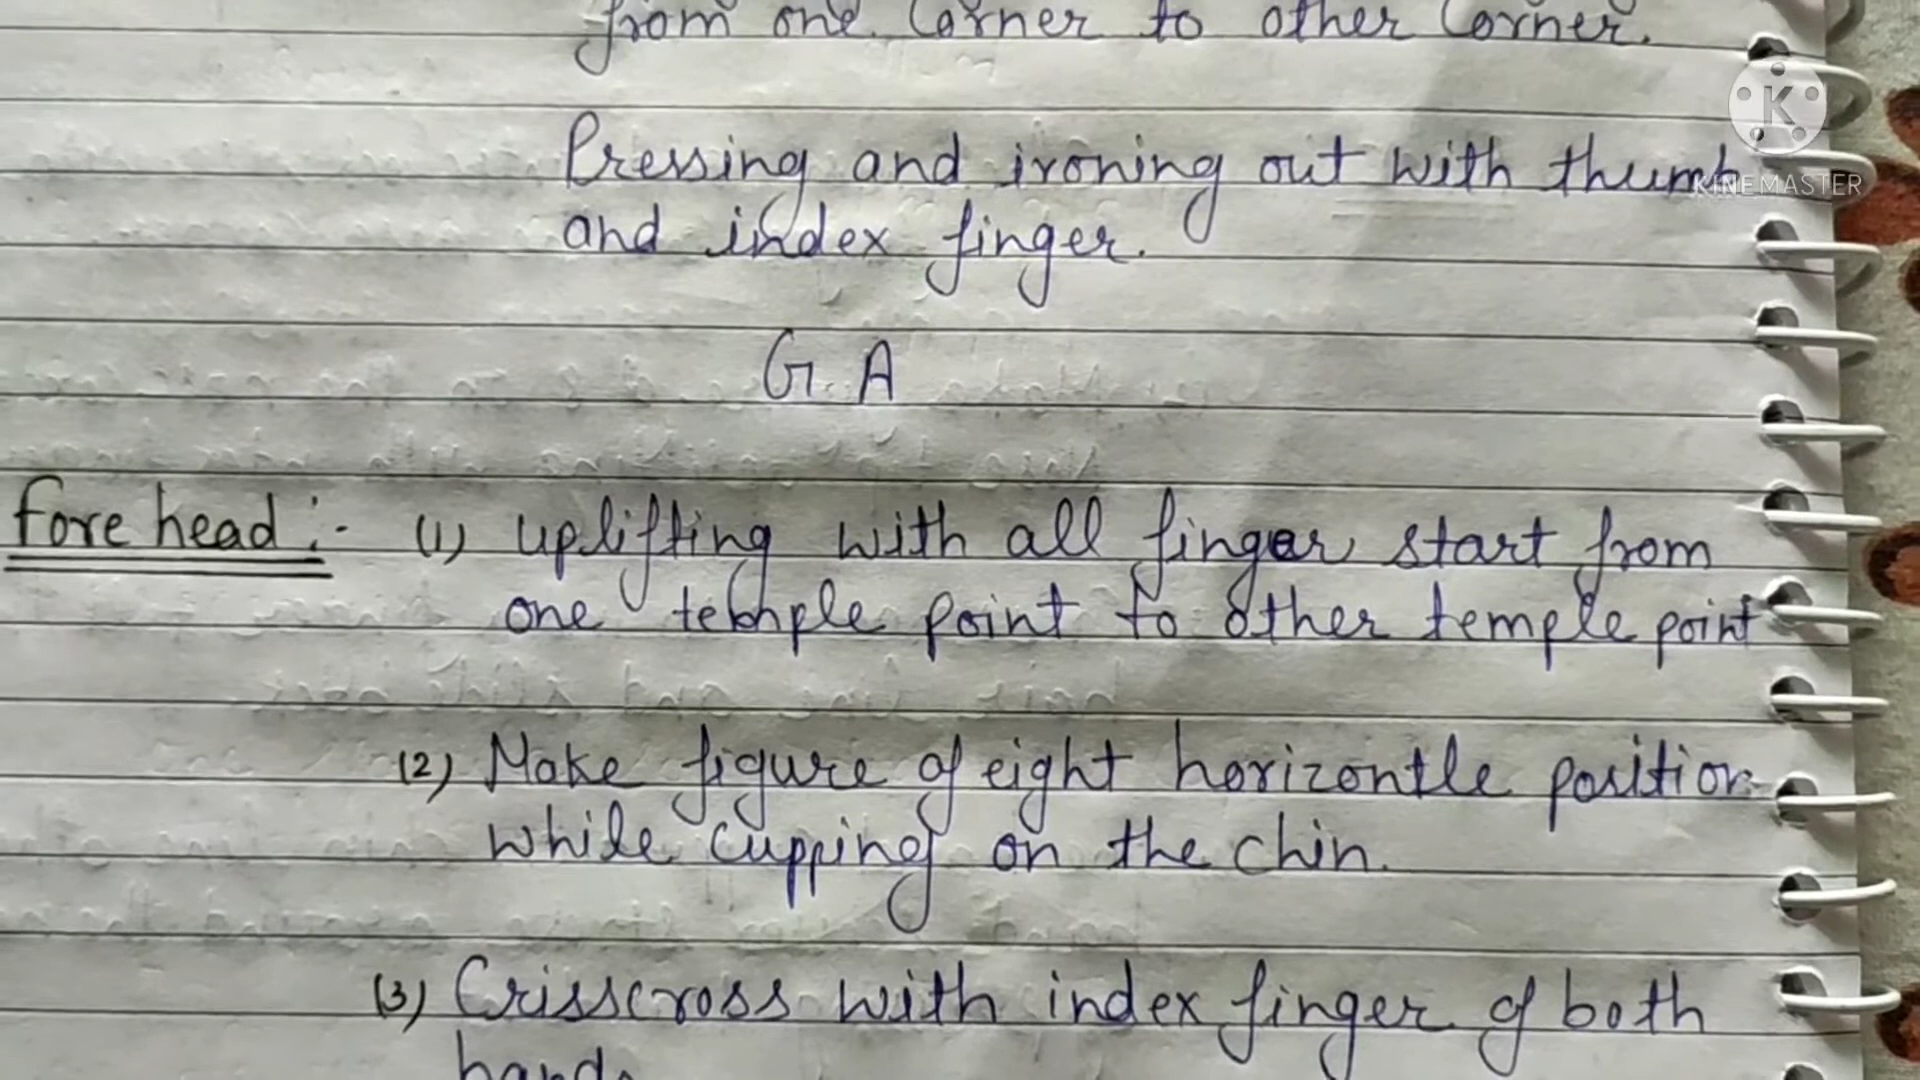 from one corner to other corner.
Pressing and ironing out with thumb
and index finger.
G. A
Fore head :- (1) uplifting with all finger start from
one temple point to other temple point
(2) Make figure of eight horizontle position
while cupping on the chin.
(3) Crisscross with index finger of both
hands
K
KINEMASTER